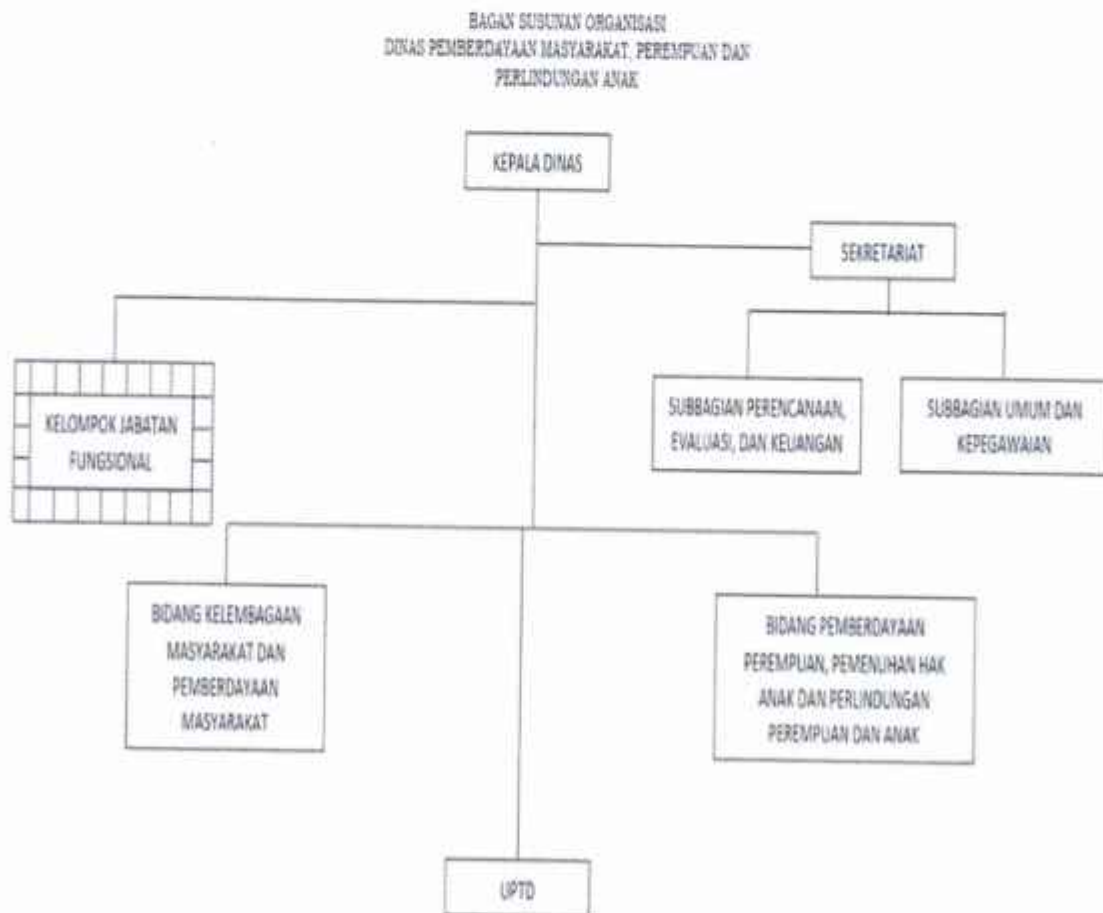 BAGAN SUSUNAN ORGANISASI
DINAS PEMBERDAYAAN MASYARAKAT, PEREMPUAN DAN
PERLINDUNGAN ANAK
KEPALA DINAS
SEKRETARIAT
KELOMPOK JABATAN
FUNGSIONAL
SUBBAGIAN PERENCANAAN,
EVALUASI, DAN KEUANGAN
SUBBAGIAN UMUM DAN
KEPEGAWAIAN
BIDANG KELEMBAGAAN
MASYARAKAT DAN
PEMBERDAYAAN
MASYARAKAT
BIDANG PEMBERDAYAAN
PEREMPUAN, PEMENUHAN HAK
ANAK DAN PERLINDUNGAN
PEREMPUAN DAN ANAK
UPTD